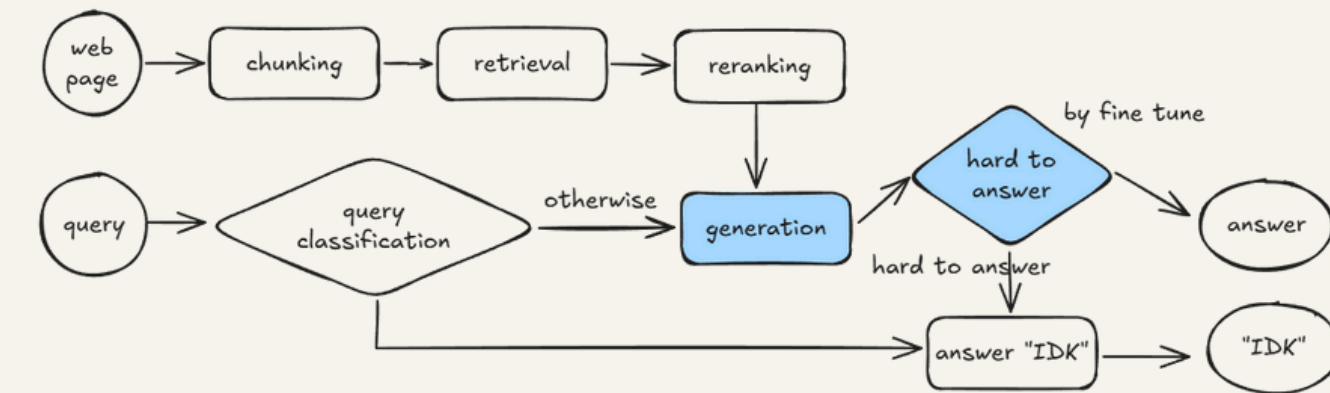 web
page
chunking
retrieval
reranking
by fine tune
hard to
answer
query
query
classification
otherwise
generation
answer
hard to answer
answer "IDK"
"IDK"